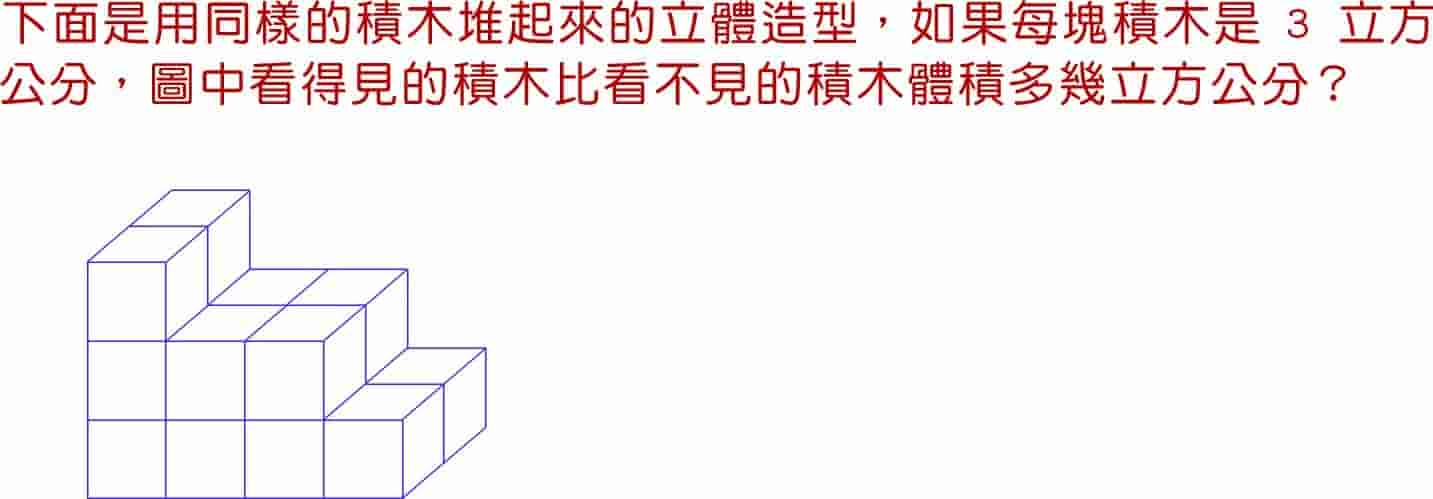 下面是用同樣的積木堆起來的立體造型，如果每塊積木是 3 立方
公分，圖中看得見的積木比看不見的積木體積多幾立方公分？